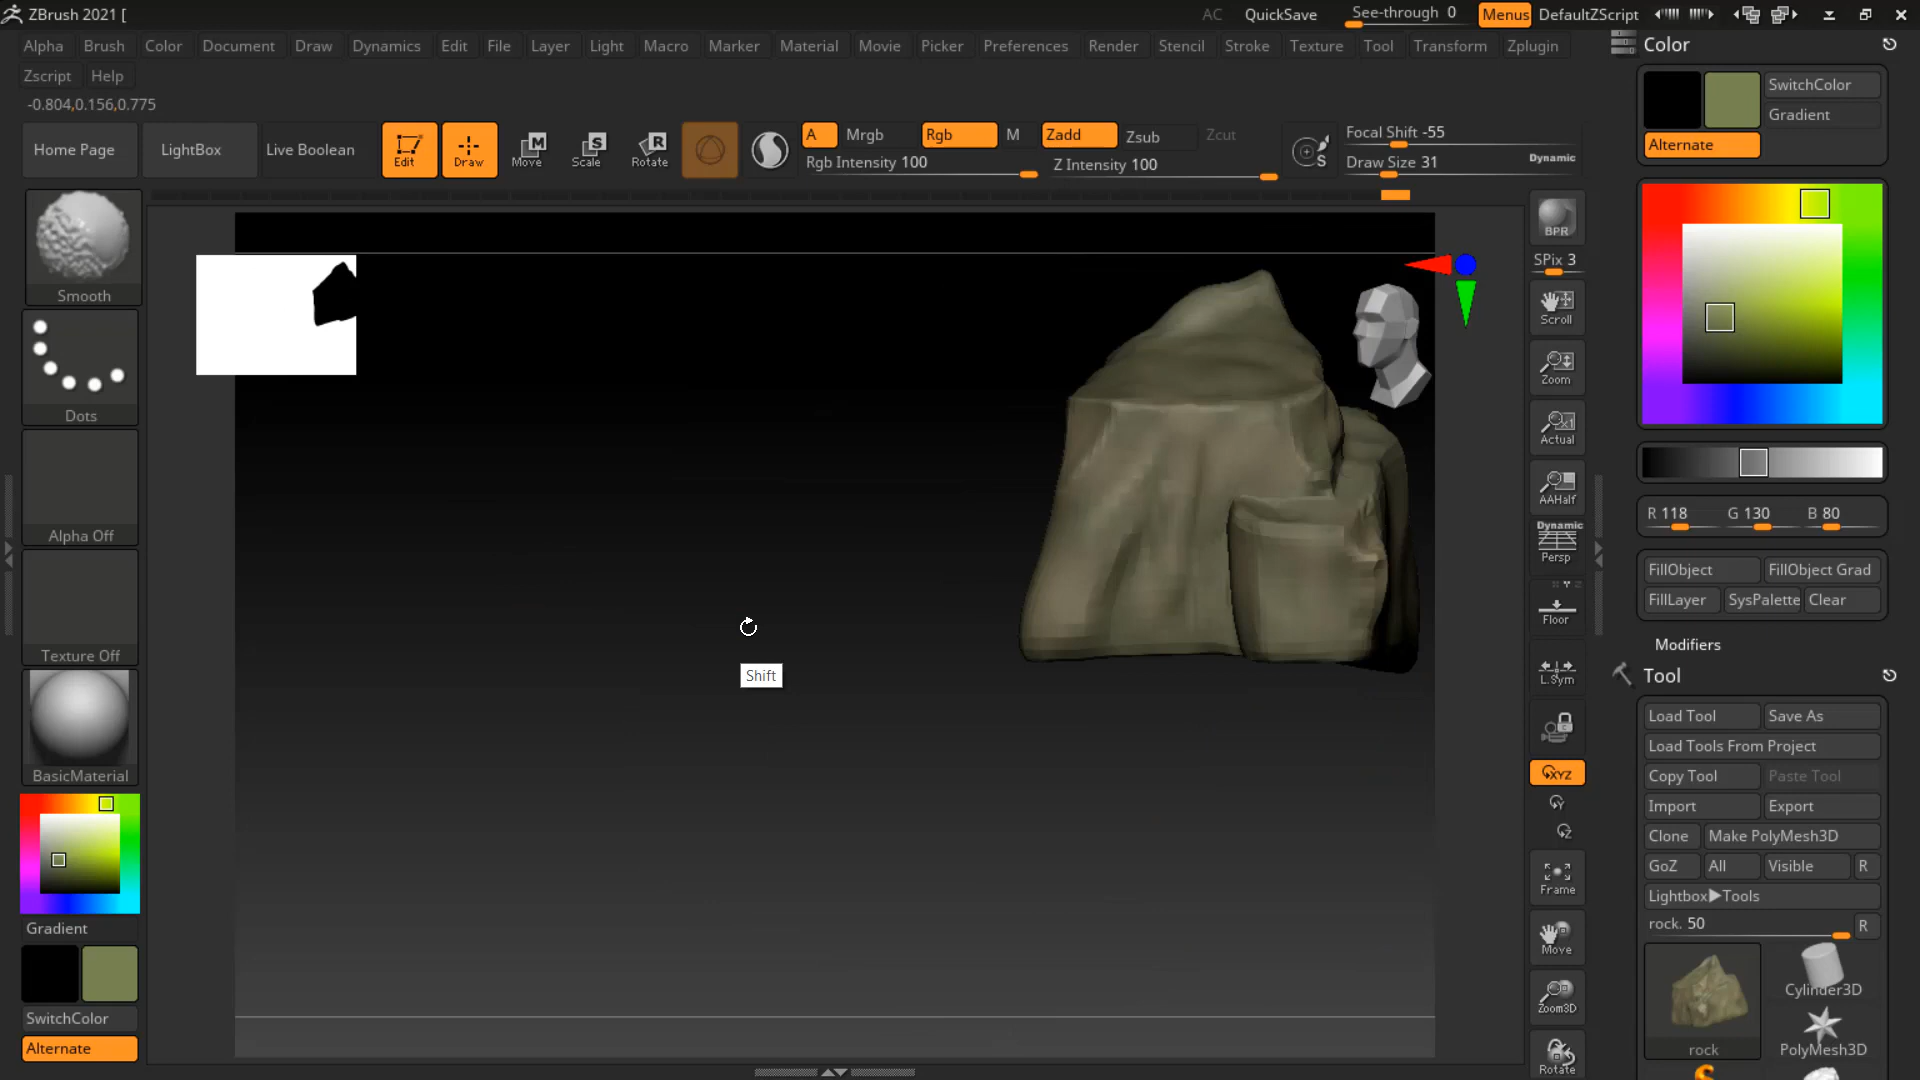 ZBrush 2021 [
AC QuickSave See-through 0 Menus DefaultZScript
Alpha Brush Color Document Draw Dynamics Edit File Layer Light Macro Marker Material Movie Picker Preferences Render Stencil Stroke Texture Tool Transform Zplugin
Zscript Help
-0.804,0.156,0.775
Home Page LightBox Live Boolean Edit Draw Move Scale Rotate
M S R
A Mrgb Rgb M Zadd Zsub Zcut
Rgb Intensity 100 Z Intensity 100
S
Focal Shift -55
Draw Size 31 Dynamic
Smooth
Dots
Alpha Off
Texture Off
BasicMaterial
Gradient
SwitchColor
Alternate
Shift
BPR
SPix 3
Scroll
Zoom
Actual
AAHalf
Dynamic
Persp
Floor
L.Sym
XYZ
Y
Z
Frame
Move
Zoom3D
Rotate
Color
SwitchColor
Gradient
Alternate
R 118 G 130 B 80
FillObject FillObject Grad
FillLayer SysPalette Clear
Modifiers
Tool
Load Tool Save As
Load Tools From Project
Copy Tool Paste Tool
Import Export
Clone Make PolyMesh3D
GoZ All Visible R
Lightbox▶Tools
rock. 50 R
Cylinder3D
rock PolyMesh3D